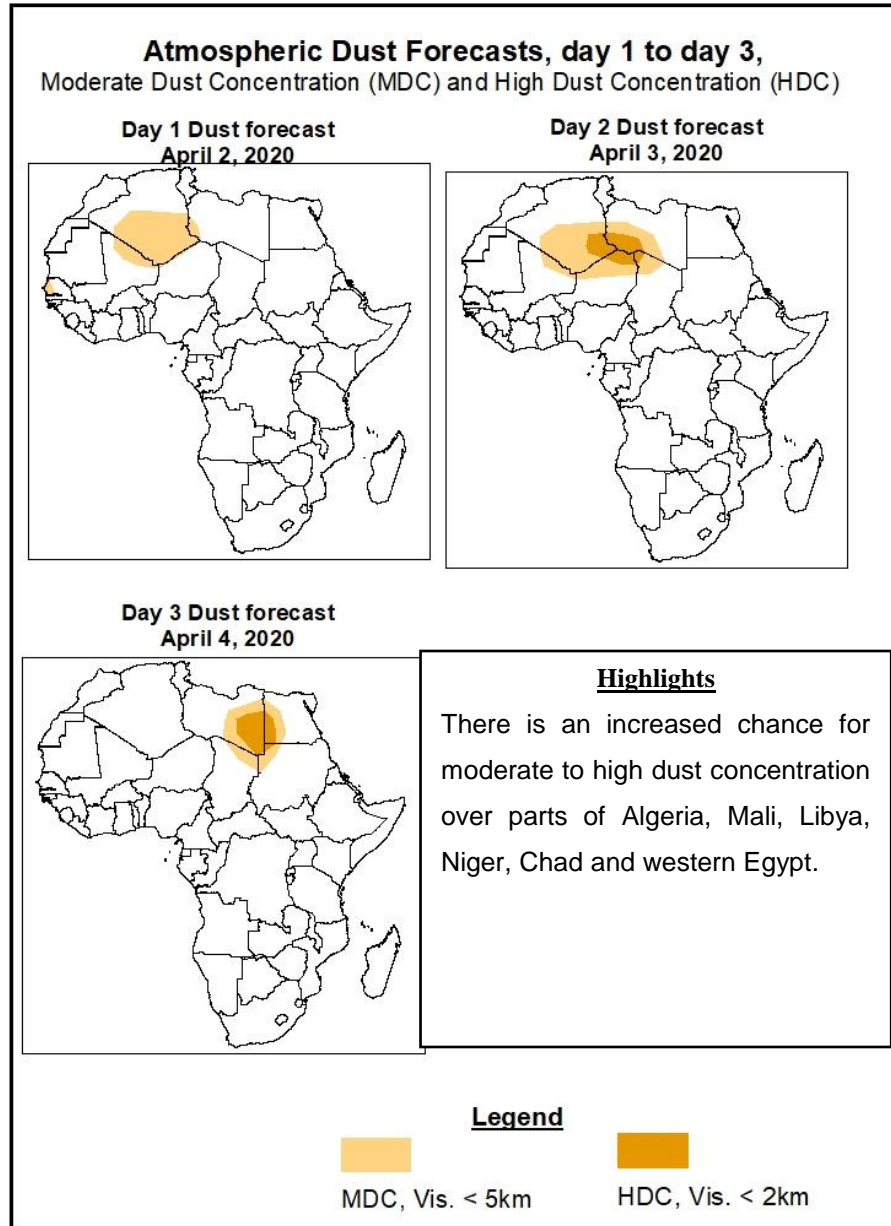 Atmospheric Dust Forecasts, day 1 to day 3,
Moderate Dust Concentration (MDC) and High Dust Concentration (HDC)
Day 1 Dust forecast
April 2, 2020
Day 2 Dust forecast
April 3, 2020
Day 3 Dust forecast
April 4, 2020
Highlights
There is an increased chance for
moderate to high dust concentration
over parts of Algeria, Mali, Libya,
Niger, Chad and western Egypt.
Legend
MDC, Vis. < 5km
HDC, Vis. < 2km